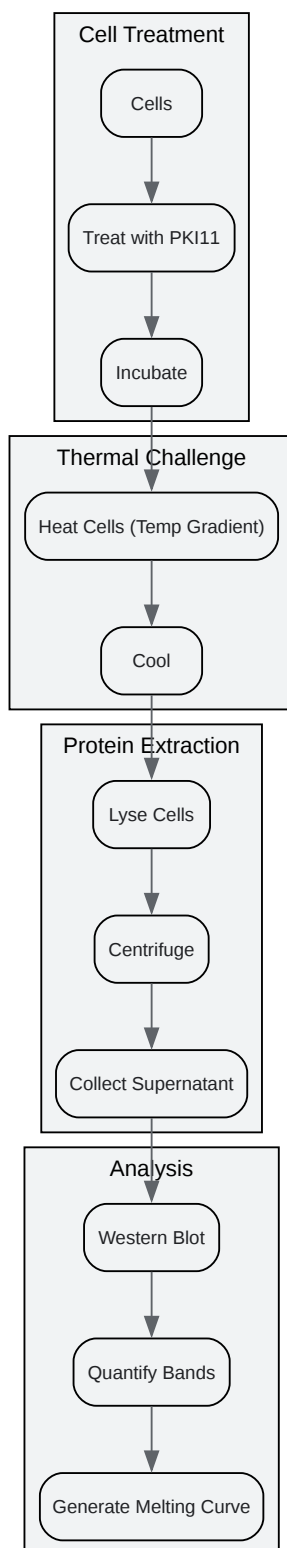 Cell Treatment
Cells
Treat with PKI11
Incubate
Thermal Challenge
Heat Cells (Temp Gradient)
Cool
Protein Extraction
Lyse Cells
Centrifuge
Collect Supernatant
Analysis
Western Blot
Quantify Bands
Generate Melting Curve